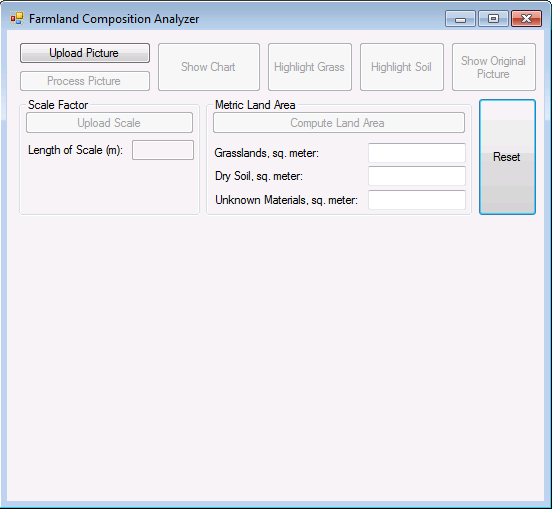 Farmland Composition Analyzer
Upload Picture
Process Picture
Show Chart
Highlight Grass
Highlight Soil
Show Original
Picture
Scale Factor
Upload Scale
Length of Scale (m):
Metric Land Area
Compute Land Area
Grasslands, sq. meter:
Dry Soil, sq. meter:
Unknown Materials, sq. meter:
Reset